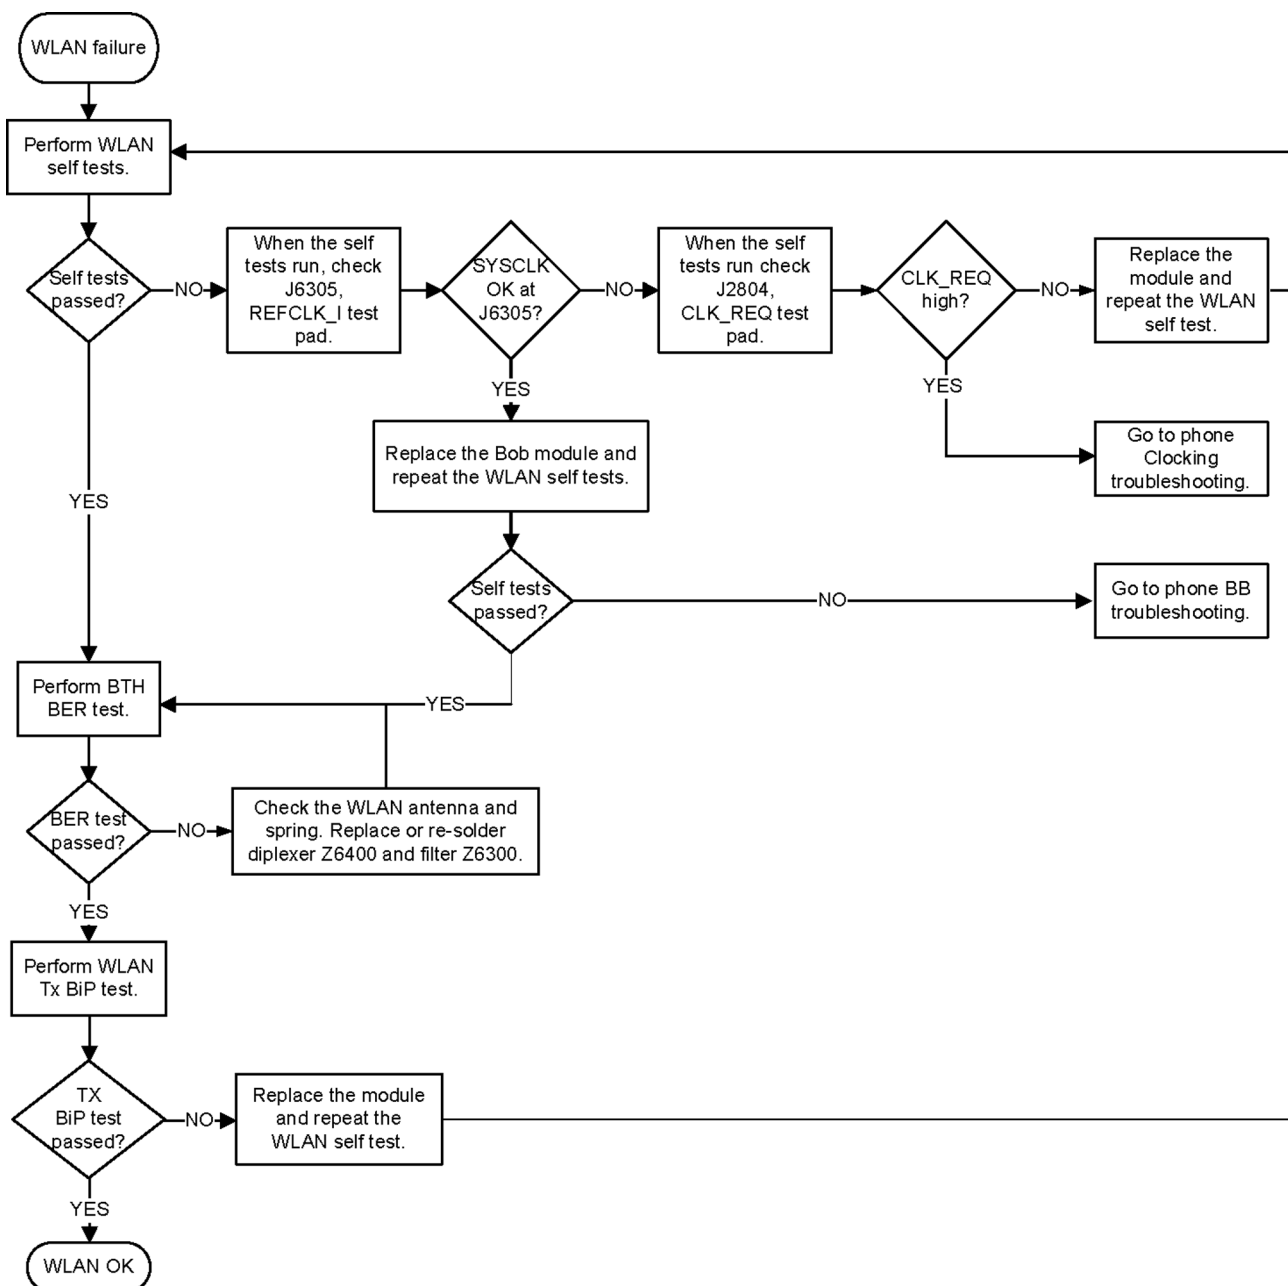 WLAN failure
Perform WLAN
self tests.
Self tests
passed?
NO
When the self
tests run, check
J6305,
REFCLK_I test
pad.
SYSCLK
OK at
J6305?
NO
When the self
tests run check
J2804,
CLK_REQ test
pad.
CLK_REQ
high?
NO
Replace the
module and
repeat the WLAN
self test.
YES
YES
Replace the Bob module and
repeat the WLAN self tests.
Go to phone
Clocking
troubleshooting.
YES
Self tests
passed?
NO
Go to phone BB
troubleshooting.
Perform BTH
BER test.
YES
BER test
passed?
NO
Check the WLAN antenna and
spring. Replace or re-solder
diplexer Z6400 and filter Z6300.
YES
Perform WLAN
Tx BiP test.
TX
BiP test
passed?
NO
Replace the module
and repeat the
WLAN self test.
YES
WLAN OK